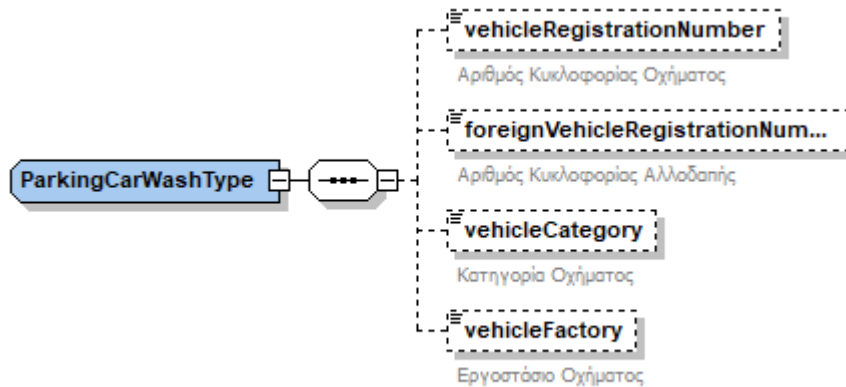 vehicleRegistrationNumber
Αριθμός Κυκλοφορίας Οχήματος
foreignVehicleRegistrationNum...
Αριθμός Κυκλοφορίας Αλλοδαπής
ParkingCarWashType
vehicleCategory
Κατηγορία Οχήματος
vehicleFactory
Εργοστάσιο Οχήματος